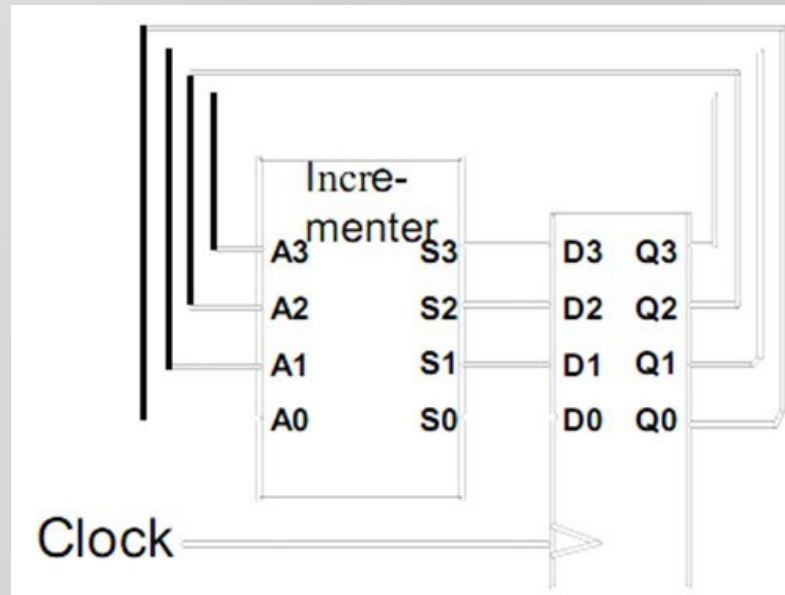 Incre-
menter
A3 S3 D3 Q3
A2 S2 D2 Q2
A1 S1 D1 Q1
A0 S0 D0 Q0
Clock